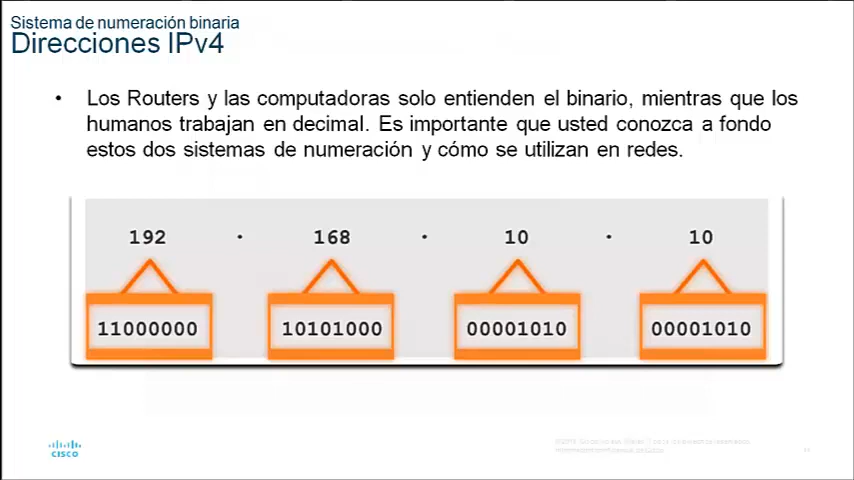 Sistema de numeración binaria
Direcciones IPv4
• Los Routers y las computadoras solo entienden el binario, mientras que los
humanos trabajan en decimal. Es importante que usted conozca a fondo
estos dos sistemas de numeración y cómo se utilizan en redes.
192 . 168 . 10 . 10
11000000 10101000 00001010 00001010
CISCO